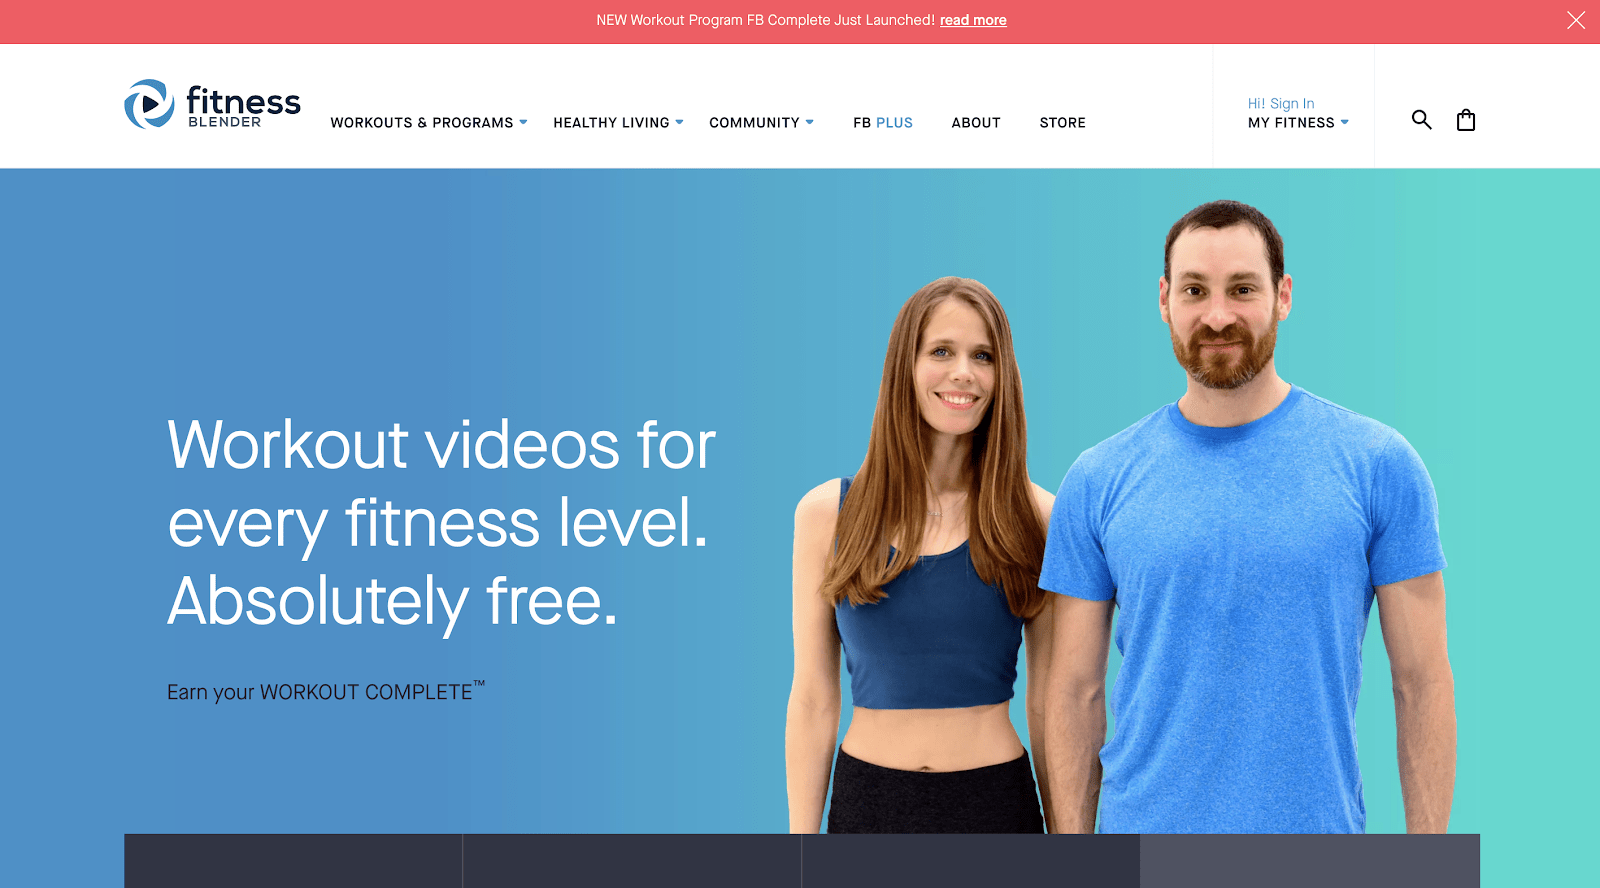 NEW Workout Program FB Complete Just Launched! read more
fitness
BLENDER
WORKOUTS & PROGRAMS
HEALTHY LIVING
COMMUNITY
FB PLUS
ABOUT
STORE
Hi! Sign In
MY FITNESS
Workout videos for
every fitness level.
Absolutely free.
Earn your WORKOUT COMPLETE™